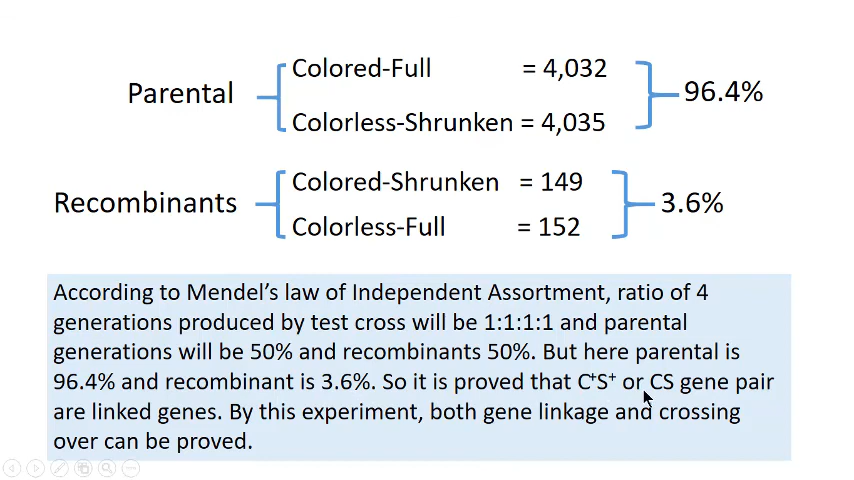 Colored-Full = 4,032
Parental
96.4%
Colorless-Shrunken = 4,035
Colored-Shrunken = 149
Recombinants
3.6%
Colorless-Full = 152
According to Mendel’s law of Independent Assortment, ratio of 4
generations produced by test cross will be 1:1:1:1 and parental
generations will be 50% and recombinants 50%. But here parental is
96.4% and recombinant is 3.6%. So it is proved that C⁺S⁺ or CS gene pair
are linked genes. By this experiment, both gene linkage and crossing
over can be proved.